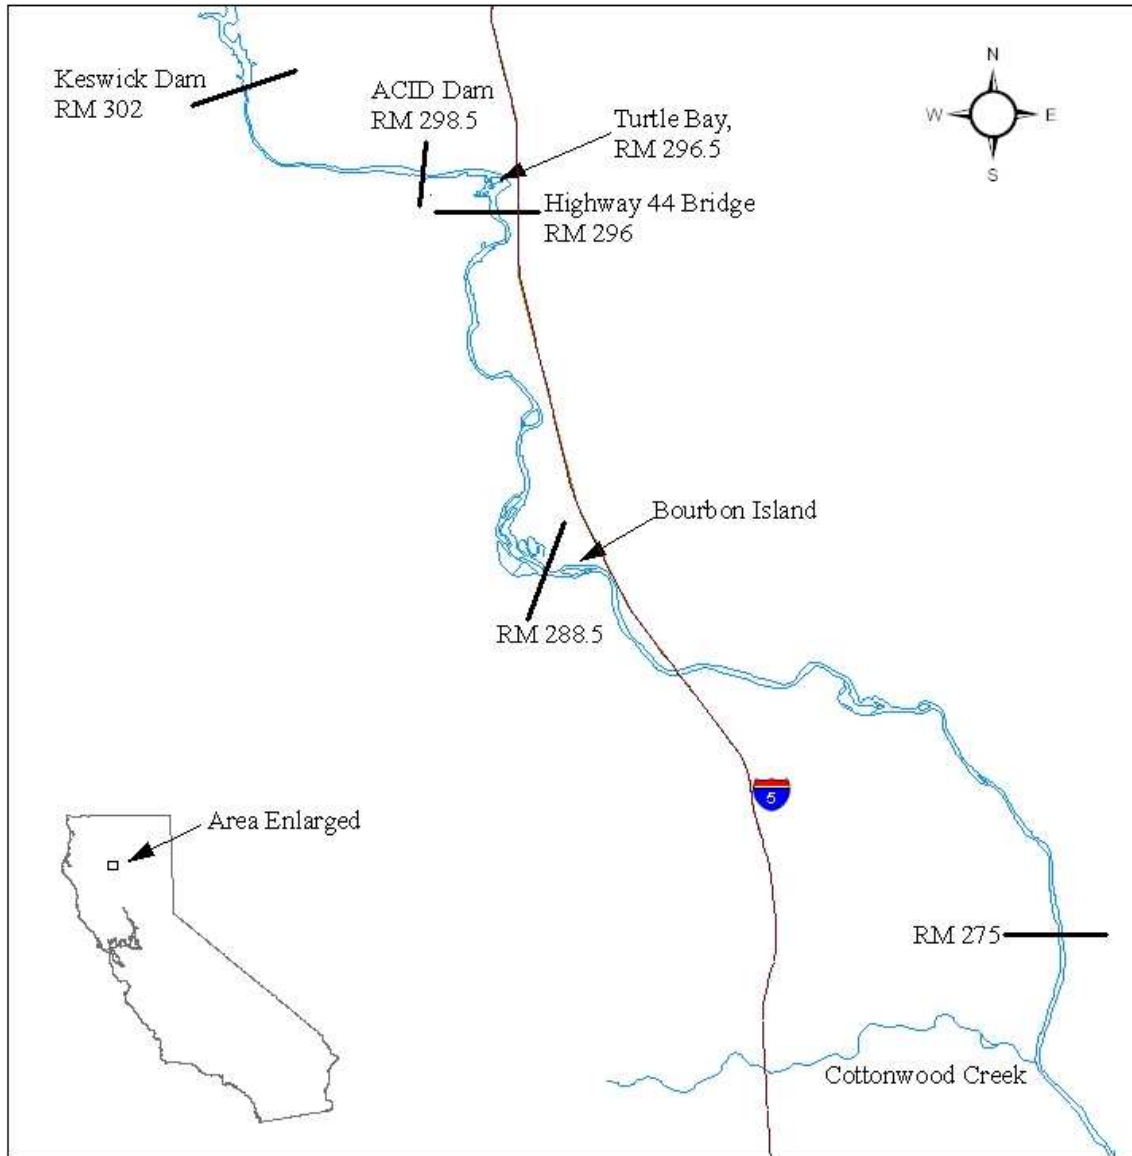 Keswick Dam
RM 302
ACID Dam
RM 298.5
Turtle Bay,
RM 296.5
N
W E
S
Highway 44 Bridge
RM 296
Bourbon Island
RM 288.5
5
Area Enlarged
RM 275
Cottonwood Creek